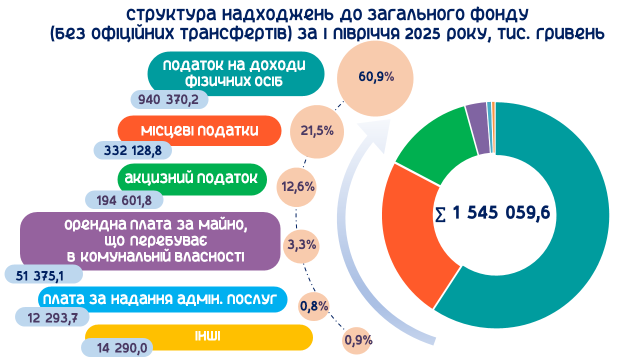 СТРУКТУРА НАДХОДЖЕНЬ ДО ЗАГАЛЬНОГО ФОНДУ
(БЕЗ ОФІЦІЙНИХ ТРАНСФЕРТІВ) ЗА І ПІВРІЧЧЯ 2025 РОКУ, ТИС. ГРИВЕНЬ
ПОДАТОК НА ДОХОДИ
ФІЗИЧНИХ ОСІБ
60,9%
940 370,2
МІСЦЕВІ ПОДАТКИ
21,5%
332 128,8
АКЦИЗНИЙ ПОДАТОК
12,6%
194 601,8
ОРЕНДНА ПЛАТА ЗА МАЙНО,
ЩО ПЕРЕБУВАЄ
В КОМУНАЛЬНІЙ ВЛАСНОСТІ
3,3%
51 375,1
ПЛАТА ЗА НАДАННЯ АДМІН. ПОСЛУГ
0,8%
12 293,7
ІНШІ
0,9%
14 290,0
∑ 1 545 059,6